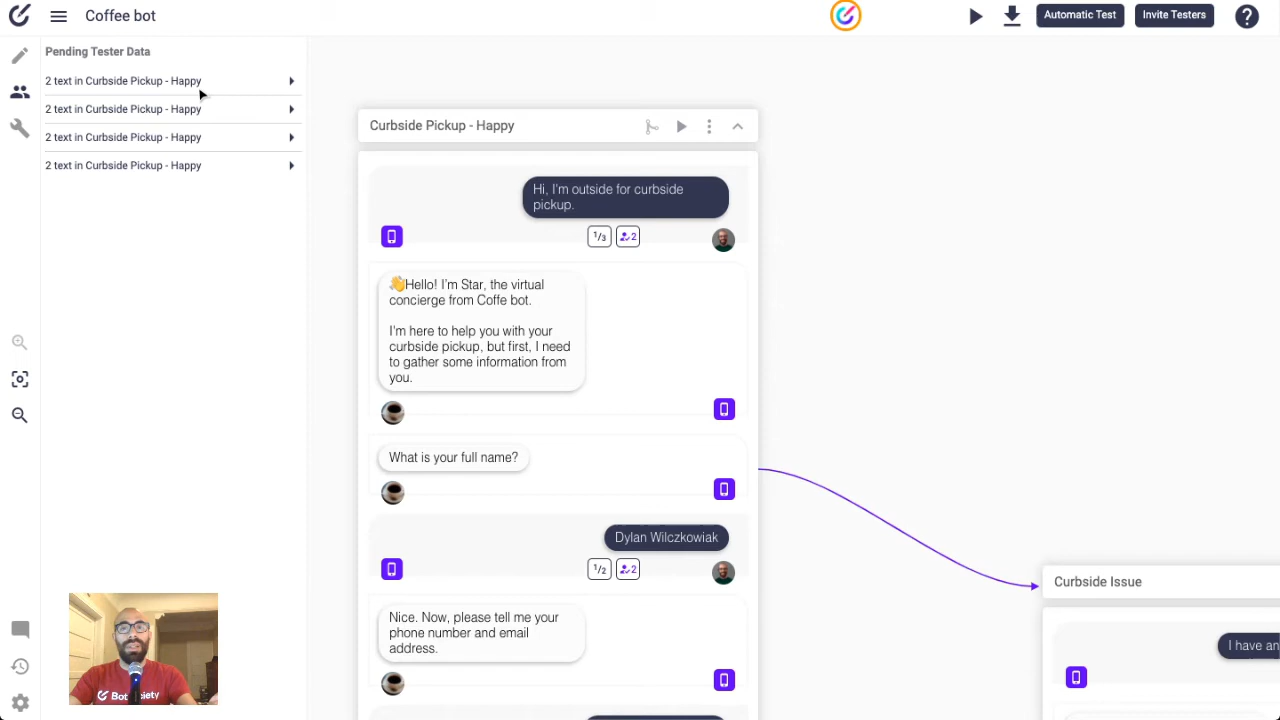 Coffee bot
Automatic Test
Invite Testers
Pending Tester Data
2 text in Curbside Pickup - Happy
2 text in Curbside Pickup - Happy
2 text in Curbside Pickup - Happy
2 text in Curbside Pickup - Happy
Curbside Pickup - Happy
Hi, I'm outside for curbside
pickup.
1/3
2
👋Hello! I'm Star, the virtual
concierge from Coffe bot.
I'm here to help you with your
curbside pickup, but first, I need
to gather some information from
you.
What is your full name?
Dylan Wilczkowiak
1/2
2
Nice. Now, please tell me your
phone number and email
address.
Curbside Issue
I have an